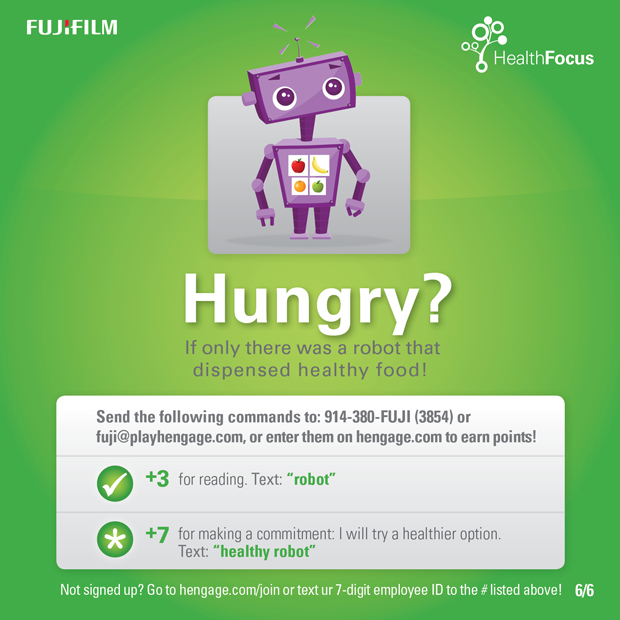 FUJIFILM
HealthFocus
Hungry?
If only there was a robot that
dispensed healthy food!
Send the following commands to: 914-380-FUJI (3854) or
fuji@playhengage.com, or enter them on hengage.com to earn points!
+3 for reading. Text: “robot”
+7 for making a commitment: I will try a healthier option.
Text: “healthy robot”
Not signed up? Go to hengage.com/join or text ur 7-digit employee ID to the # listed above! 6/6